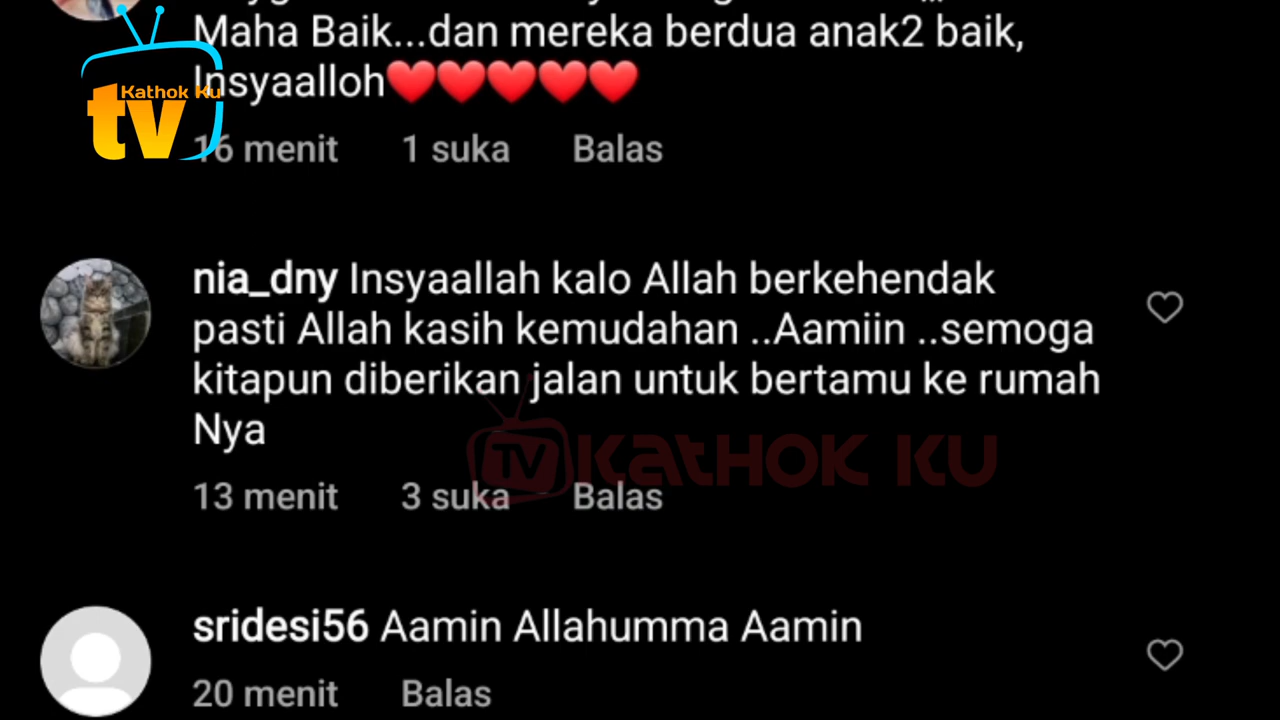 Maha Baik...dan mereka berdua anak2 baik,
Insyaalloh❤️❤️❤️❤️❤️
Kathok Ku
tv
16 menit 1 suka Balas
nia_dny Insyaallah kalo Allah berkehendak
pasti Allah kasih kemudahan ..Aamiin ..semoga
kitapun diberikan jalan untuk bertamu ke rumah
Nya
TV KATHOK KU
13 menit 3 suka Balas
sridesi56 Aamin Allahumma Aamin
20 menit Balas